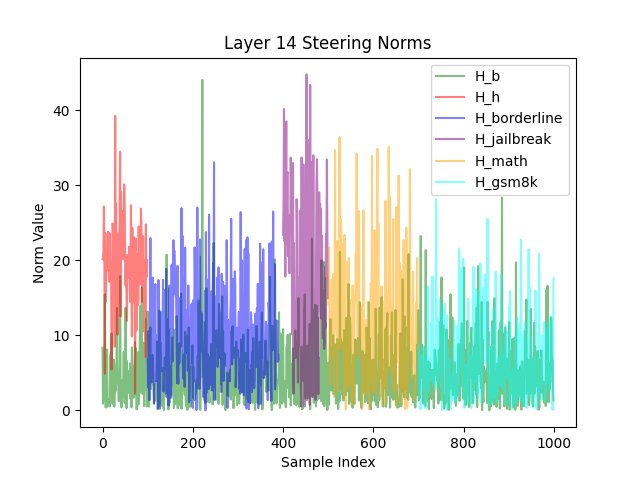 Layer 14 Steering Norms
H_b
H_h
H_borderline
H_jailbreak
H_math
H_gsm8k
Norm Value
40
30
20
10
0
0
200
400
600
800
1000
Sample Index